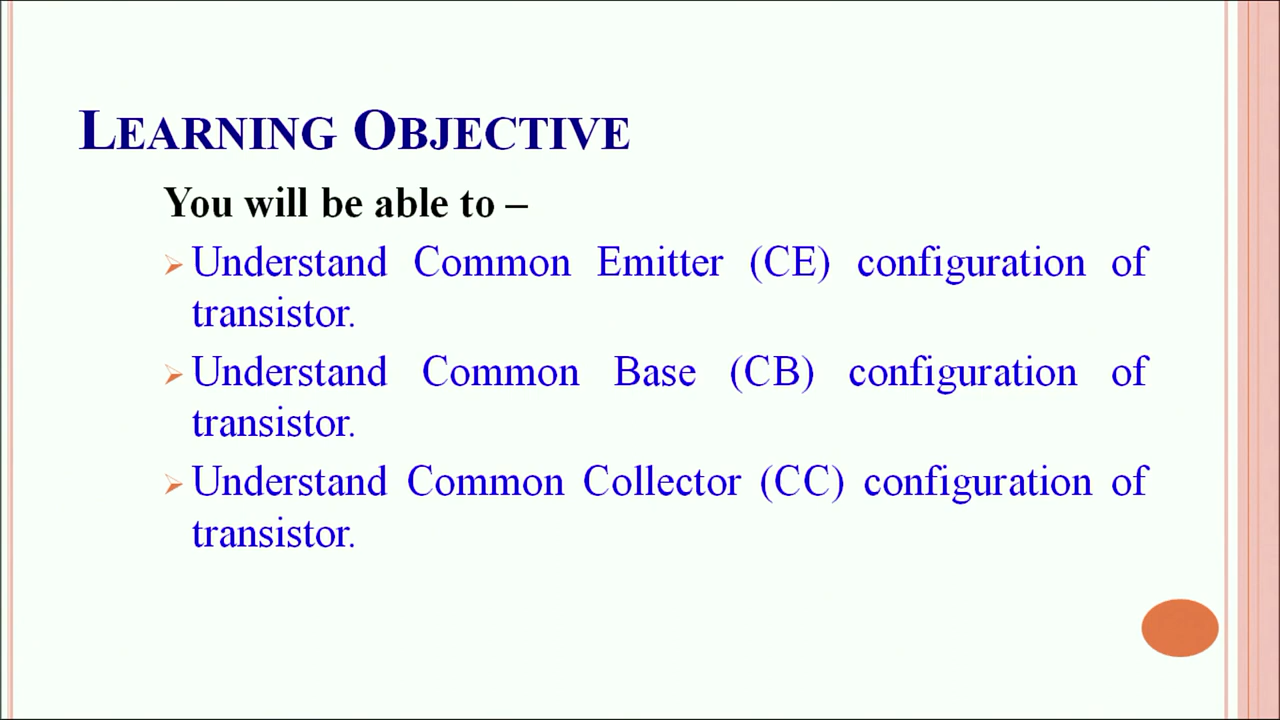 LEARNING OBJECTIVE
You will be able to –
Understand Common Emitter (CE) configuration of
transistor.
Understand Common Base (CB) configuration of
transistor.
Understand Common Collector (CC) configuration of
transistor.